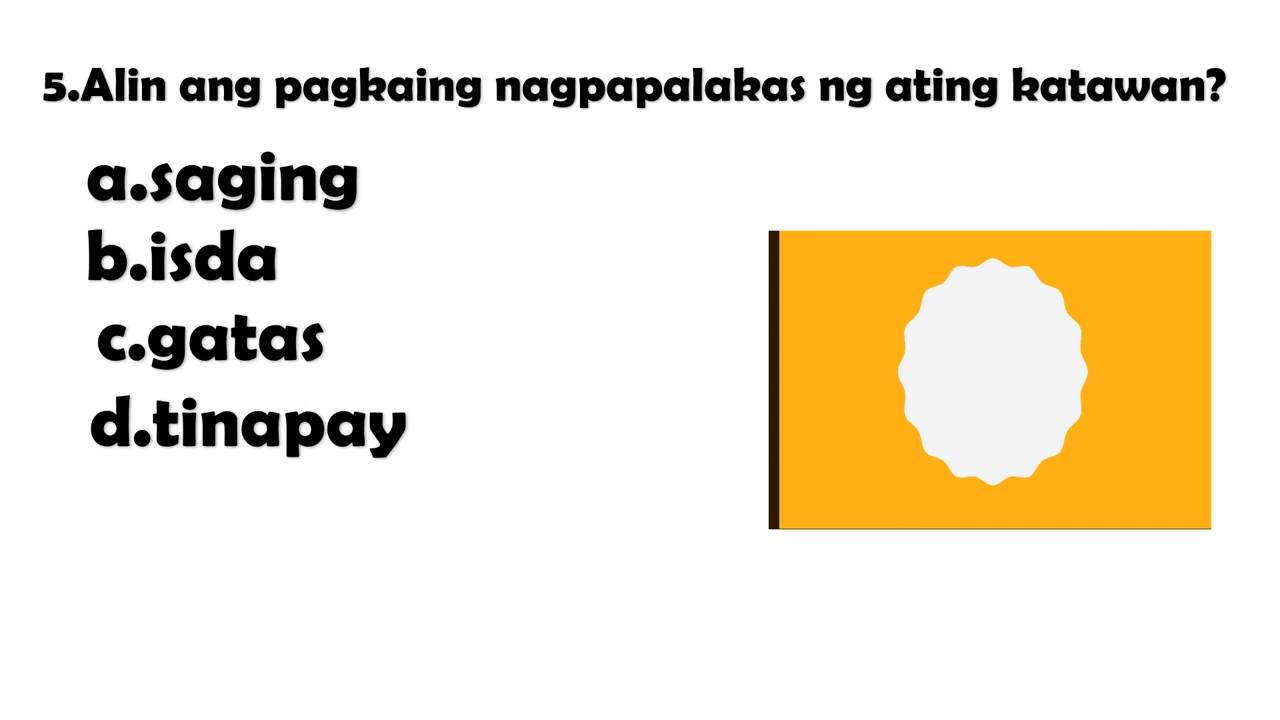 5.Alin ang pagkaing nagpapalakas ng ating katawan?
a.saging
b.isda
c.gatas
d.tinapay